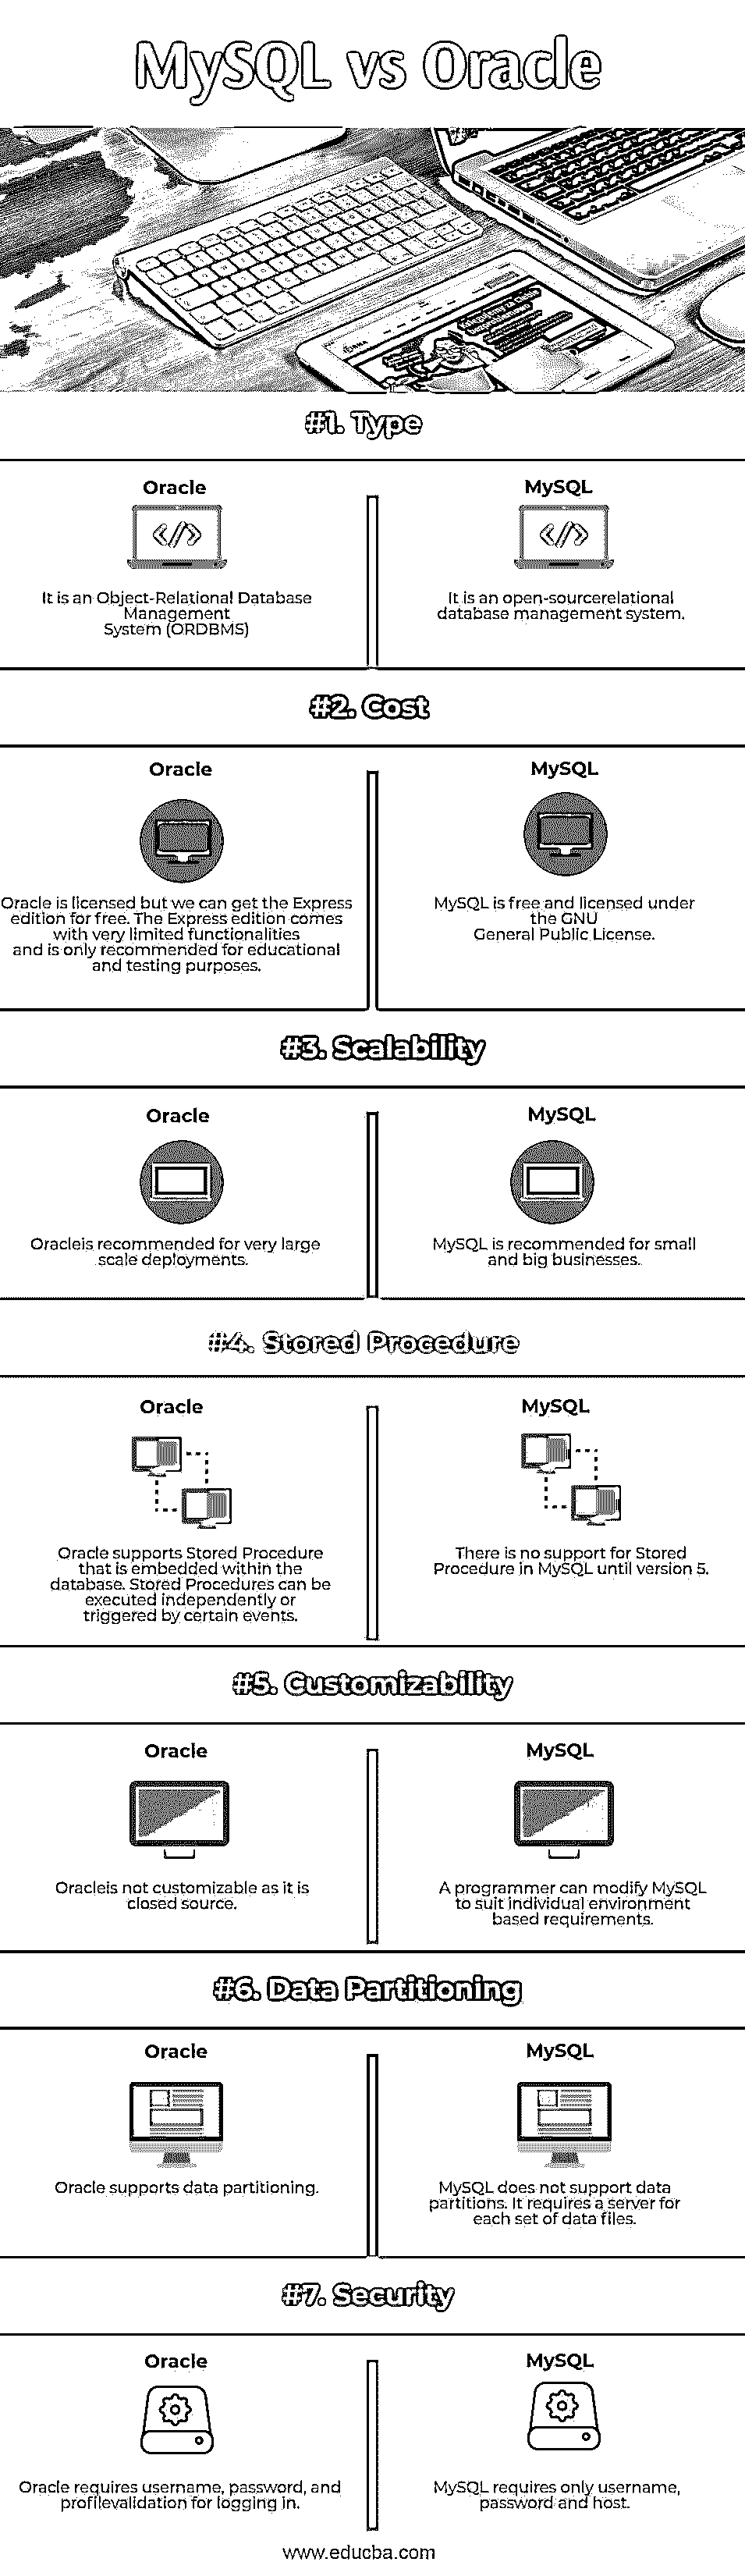 MySQL vs Oracle
#1. Type
Oracle
It is an Object-Relational Database
Management
System (ORDBMS)
MySQL
It is an open-sourcerelational
database management system.
#2. Cost
Oracle
Oracle is licensed but we can get the Express
edition for free. The Express edition comes
with very limited functionalities
and is only recommended for educational
and testing purposes.
MySQL
MySQL is free and licensed under
the GNU
General Public License.
#3. Scalability
Oracle
Oracleis recommended for very large
scale deployments.
MySQL
MySQL is recommended for small
and big businesses.
#4. Stored Procedure
Oracle
Oracle supports Stored Procedure
that is embedded within the
database. Stored Procedures can be
executed independently or
triggered by certain events.
MySQL
There is no support for Stored
Procedure in MySQL until version 5.
#5. Customizability
Oracle
Oracleis not customizable as it is
closed source.
MySQL
A programmer can modify MySQL
to suit individual environment
based requirements.
#6. Data Partitioning
Oracle
Oracle supports data partitioning.
MySQL
MySQL does not support data
partitions. It requires a server for
each set of data files.
#7. Security
Oracle
Oracle requires username, password, and
profilevalidation for logging in.
MySQL
MySQL requires only username,
password and host.
www.educba.com